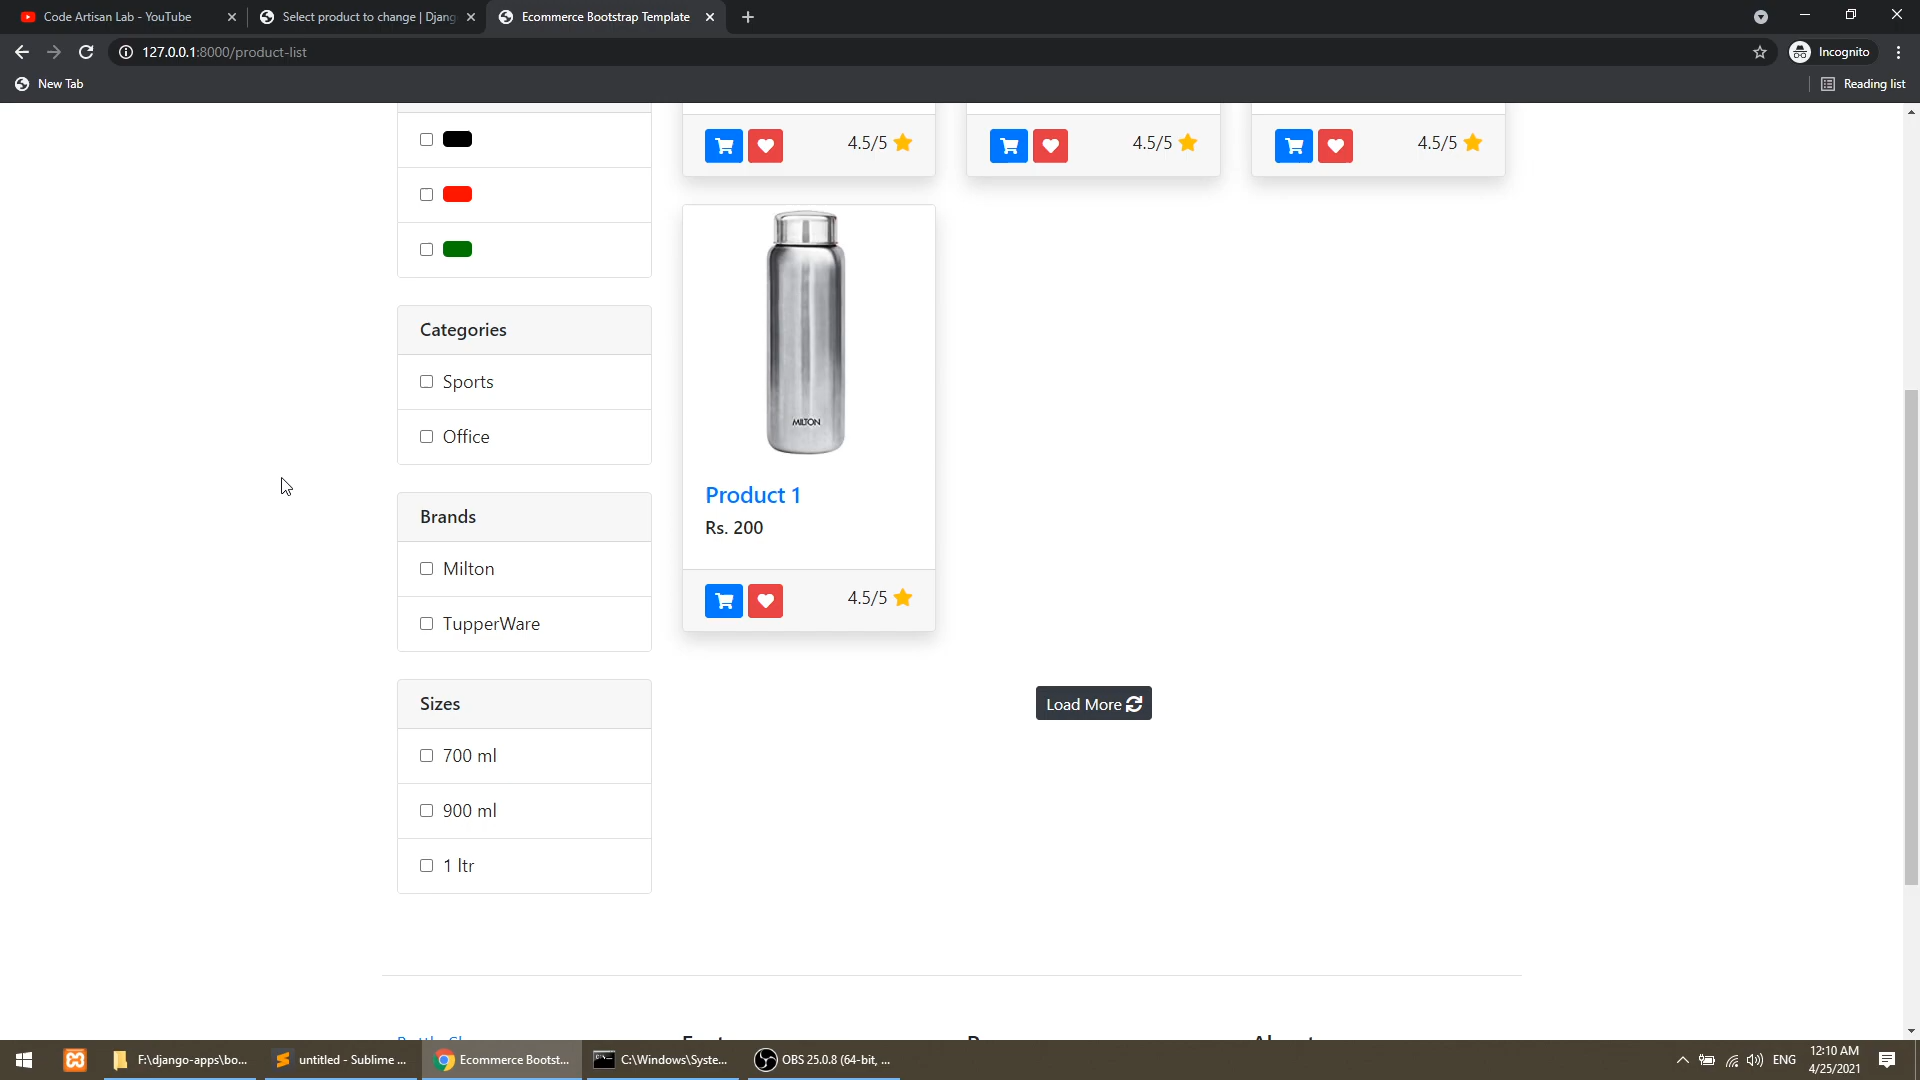 Code Artisan Lab - YouTube
Select product to change | Djang
Ecommerce Bootstrap Template
127.0.0.1:8000/product-list
Incognito
New Tab
Reading list
4.5/5
4.5/5
4.5/5
Categories
Sports
Office
Brands
Milton
TupperWare
Sizes
700 ml
900 ml
1 ltr
MILTON
Product 1
Rs. 200
4.5/5
Load More
F:\django-apps\bo...
untitled - Sublime ...
Ecommerce Bootst...
C:\Windows\Syste...
OBS 25.0.8 (64-bit, ...
ENG
12:10 AM
4/25/2021